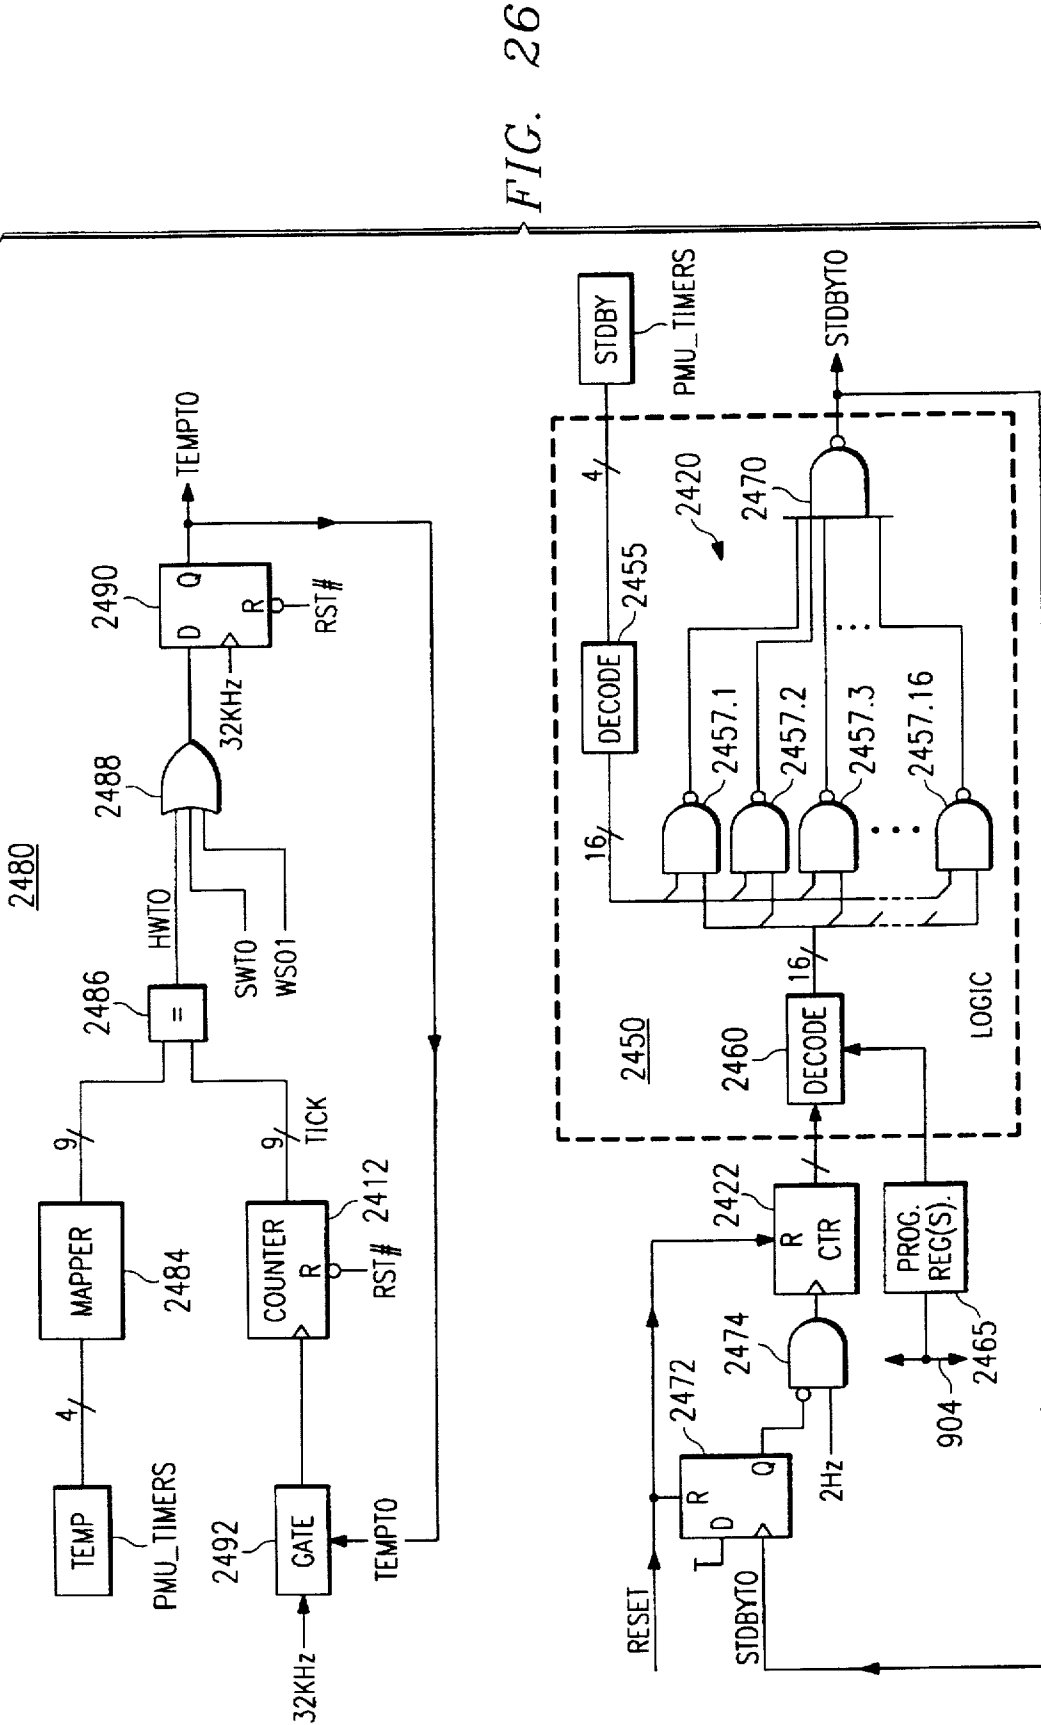 FIG. 26
2480
TEMP
PMU_TIMERS
4
MAPPER
2484
9
2486
=
HWTO
SWTO
WSO1
2488
2490
D
Q
R
32KHz
RST#
TEMPTO
32KHz
2492
GATE
TEMPTO
COUNTER
R
2412
RST#
9
TICK
2450
STDBY
PMU_TIMERS
4
DECODE
2455
16
2420
2457.1
2457.2
2457.3
2457.16
2470
STDBYTO
2460
DECODE
16
LOGIC
RESET
STDBYTO
2472
R
D
Q
2Hz
2474
2422
R
CTR
PROG.
REG(S).
2465
904